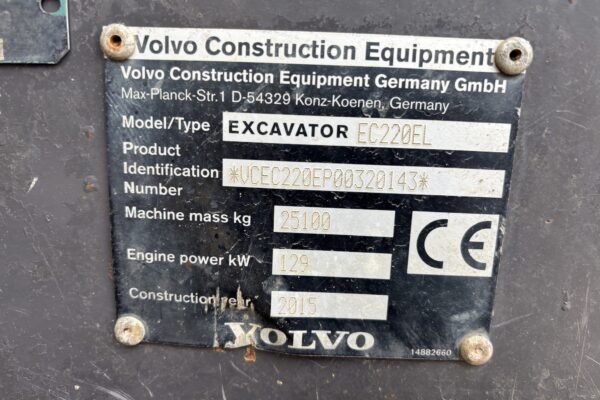 Volvo Construction Equipment
Volvo Construction Equipment Germany GmbH
Max-Planck-Str.1 D-54329 Konz-Koenen, Germany
Model/Type EXCAVATOR EC220EL
Product
Identification *VCEC220EP00320143*
Number
Machine mass kg 25100
CE
Engine power kW 129
Construction year 2015
VOLVO
14882660